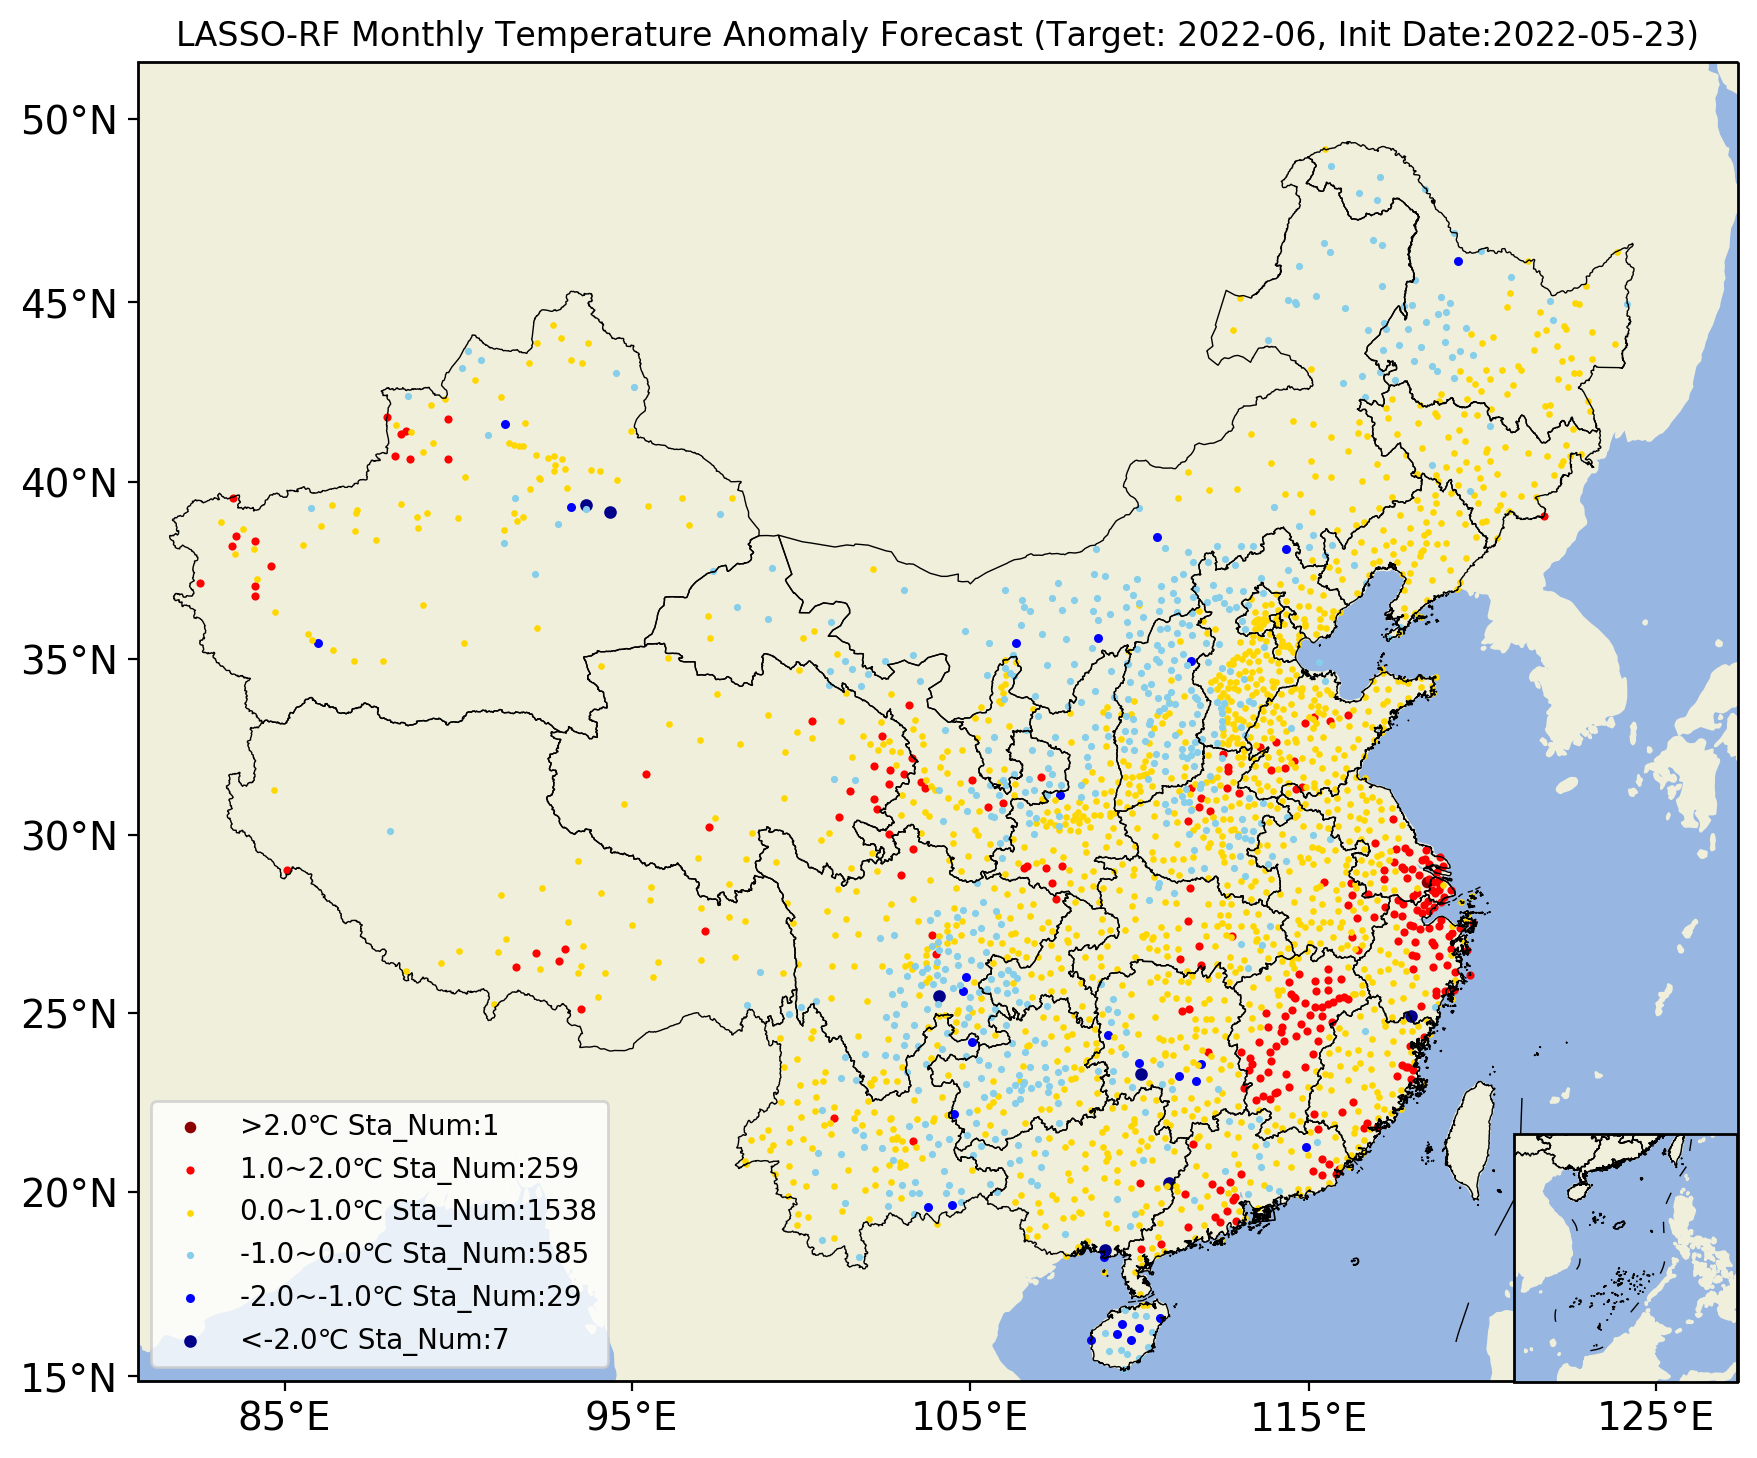 LASSO-RF Monthly Temperature Anomaly Forecast (Target: 2022-06, Init Date:2022-05-23)
50°N
45°N
40°N
35°N
30°N
25°N
20°N
15°N
>2.0℃ Sta_Num:1
1.0~2.0℃ Sta_Num:259
0.0~1.0℃ Sta_Num:1538
-1.0~0.0℃ Sta_Num:585
-2.0~-1.0℃ Sta_Num:29
<-2.0℃ Sta_Num:7
85°E
95°E
105°E
115°E
125°E